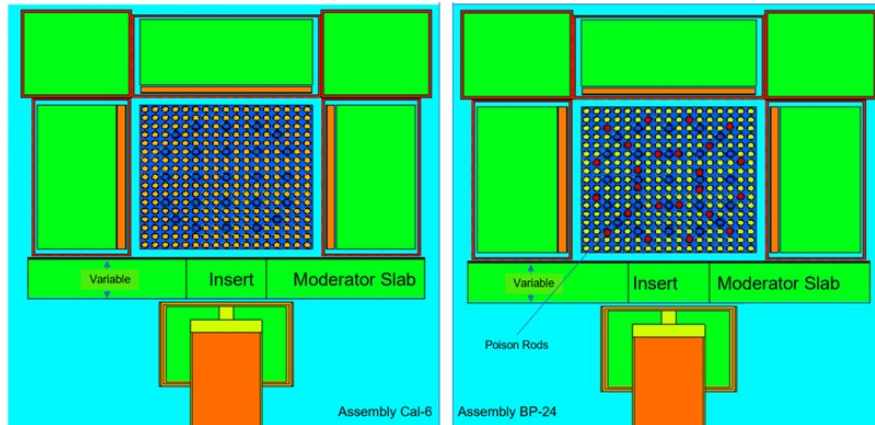 Variable
Insert
Moderator Slab
Assembly Cal-6
Variable
Insert
Moderator Slab
Poison Rods
Assembly BP-24